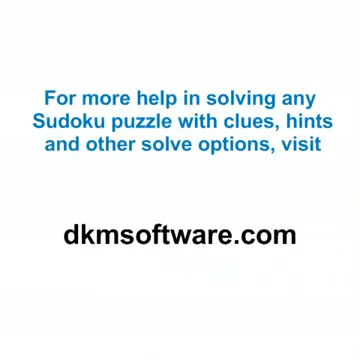 For more help in solving any
Sudoku puzzle with clues, hints
and other solve options, visit
dkmsoftware.com